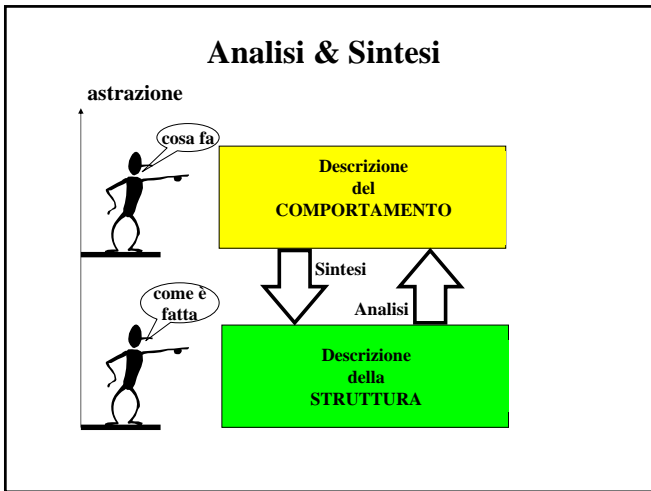 Analisi & Sintesi
astrazione
cosa fa
Descrizione
del
COMPORTAMENTO
Sintesi
Analisi
come è
fatta
Descrizione
della
STRUTTURA